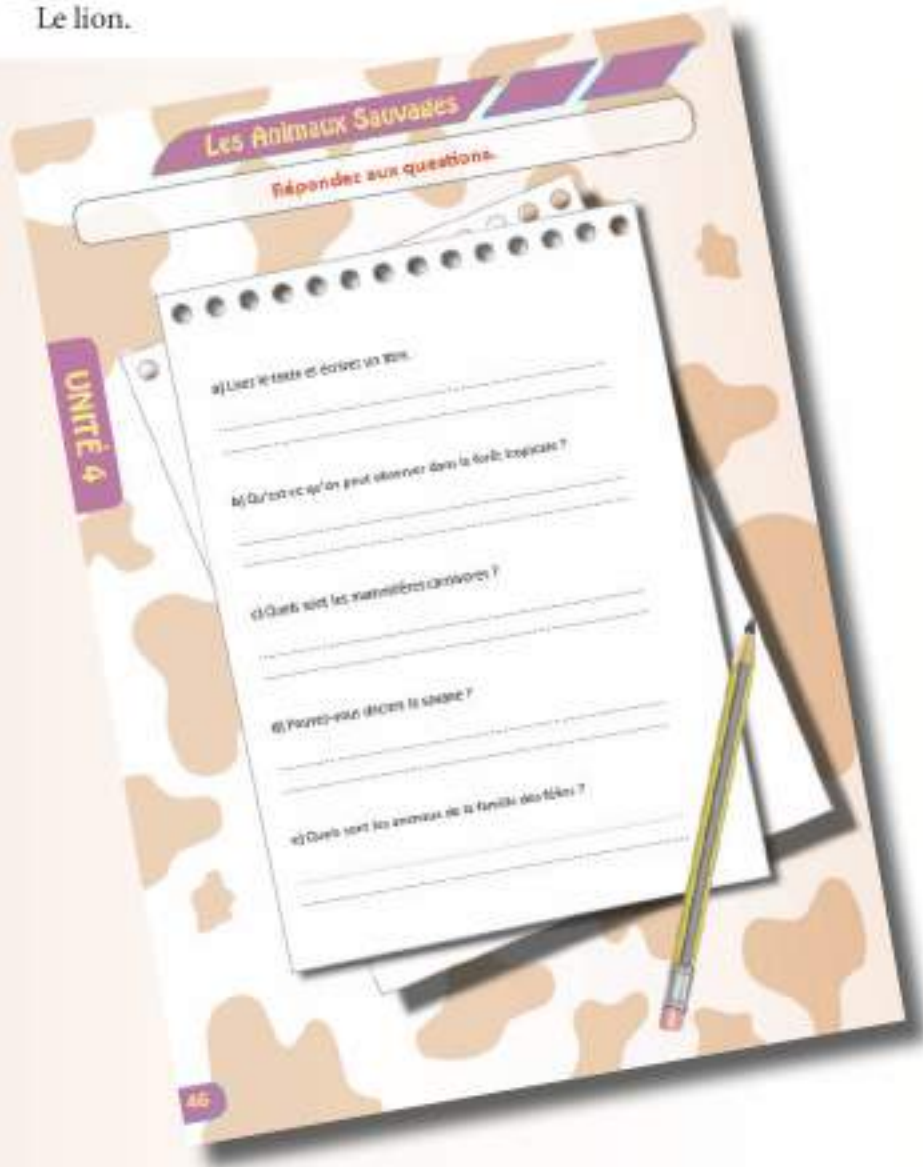 Le lion.
Les Animaux Sauvages
Répondez aux questions.
UNITÉ 4
a) Lisez le texte et écrivez un titre.
b) Qu'est-ce qu'on peut observer dans la forêt tropicale ?
c) Quels sont les mammifères carnivores ?
d) Pouvez-vous décrire la savane ?
e) Quels sont les animaux de la famille des félins ?
46